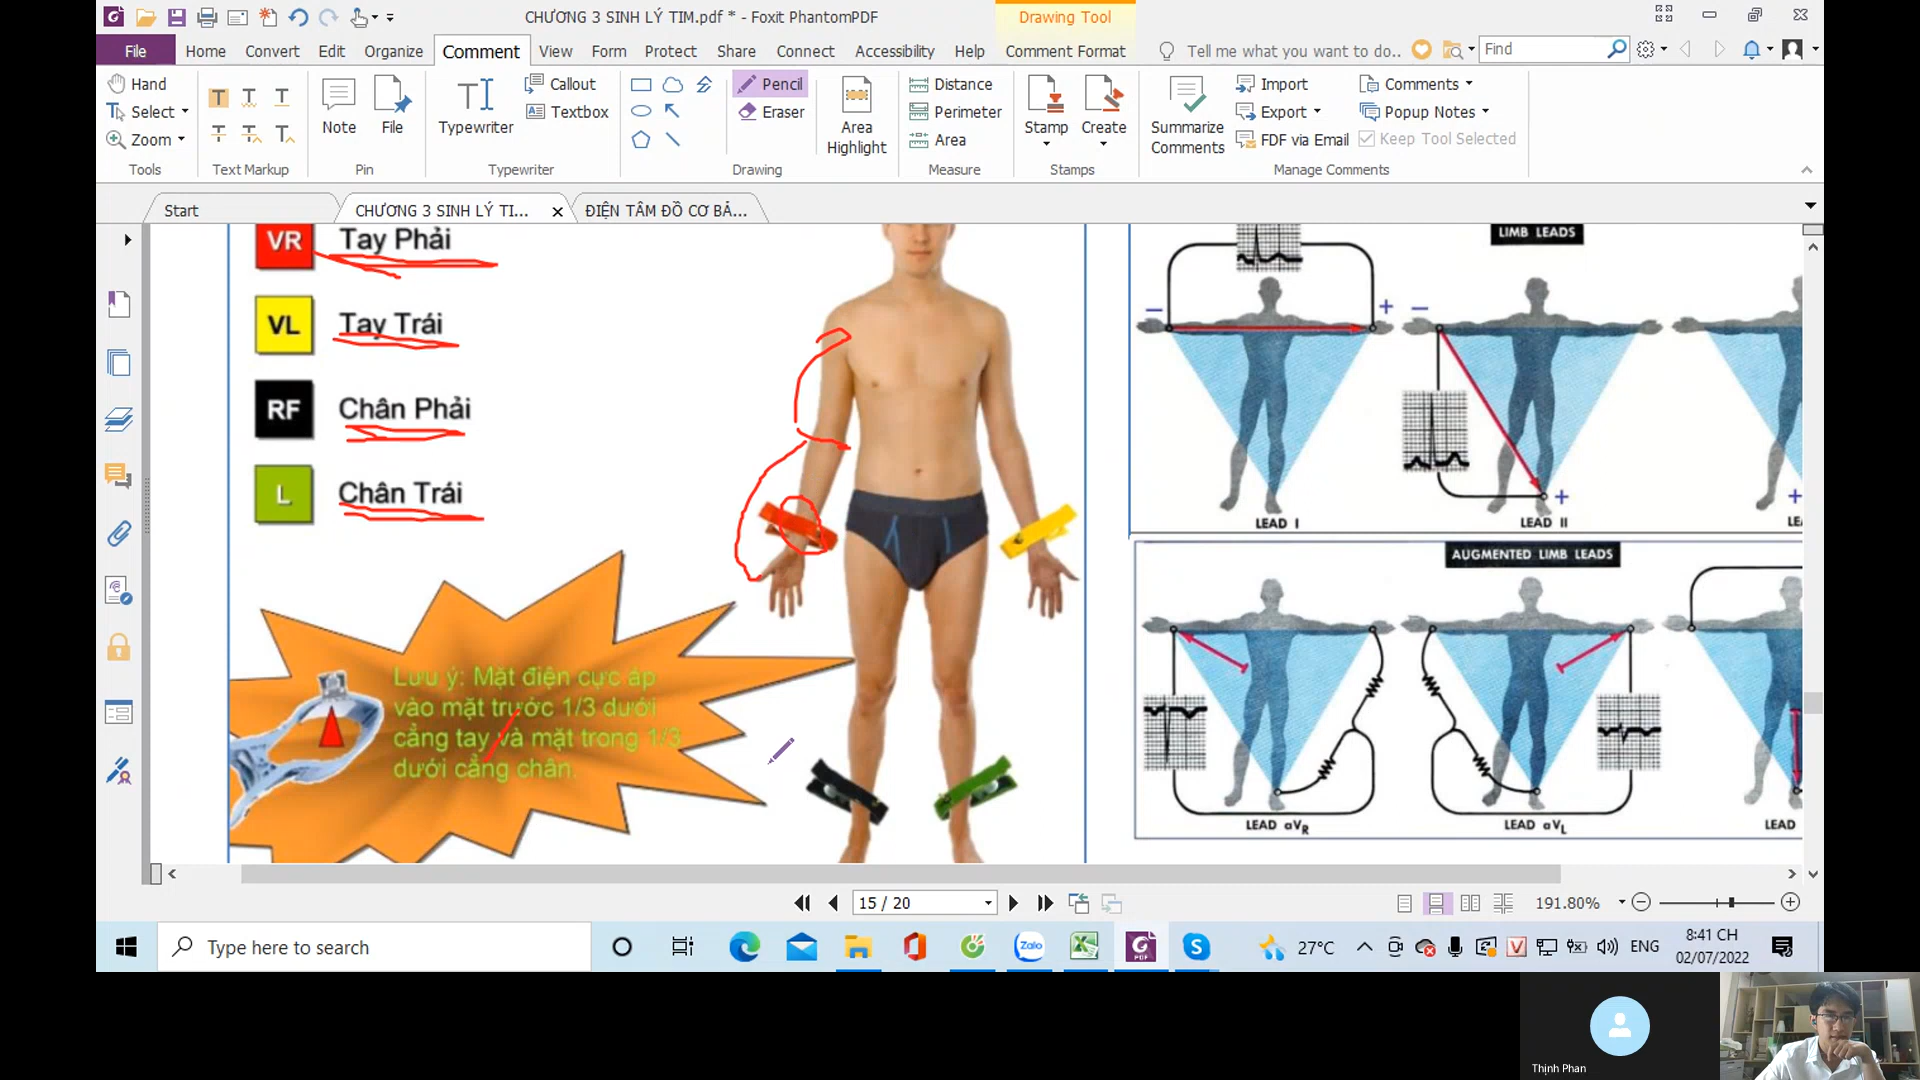 CHƯƠNG 3 SINH LÝ TIM.pdf * - Foxit PhantomPDF
Drawing Tool
File Home Convert Edit Organize Comment View Form Protect Share Connect Accessibility Help Comment Format Tell me what you want to do.. Find
Hand
Select
Zoom
Tools
Text Markup
Note
File
Pin
Typewriter
Callout
Textbox
Typewriter
Pencil
Eraser
Area Highlight
Drawing
Distance
Perimeter
Area
Measure
Stamp
Create
Stamps
Summarize Comments
Import
Export
FDF via Email
Comments
Popup Notes
Keep Tool Selected
Manage Comments
Start
CHƯƠNG 3 SINH LÝ TI...
ĐIỆN TÂM ĐỒ CƠ BẢ...
VR Tay Phải
VL Tay Trái
RF Chân Phải
L Chân Trái
Lưu ý: Mặt điện cực áp
vào mặt trước 1/3 dưới
cẳng tay và mặt trong 1/3
dưới cẳng chân.
LIMB LEADS
− + − +
+
LEAD I
LEAD II
AUGMENTED LIMB LEADS
LEAD aVR
LEAD aVL
LEAD
15 / 20
191.80%
Type here to search
27°C
ENG
8:41 CH
02/07/2022
Thịnh Phan